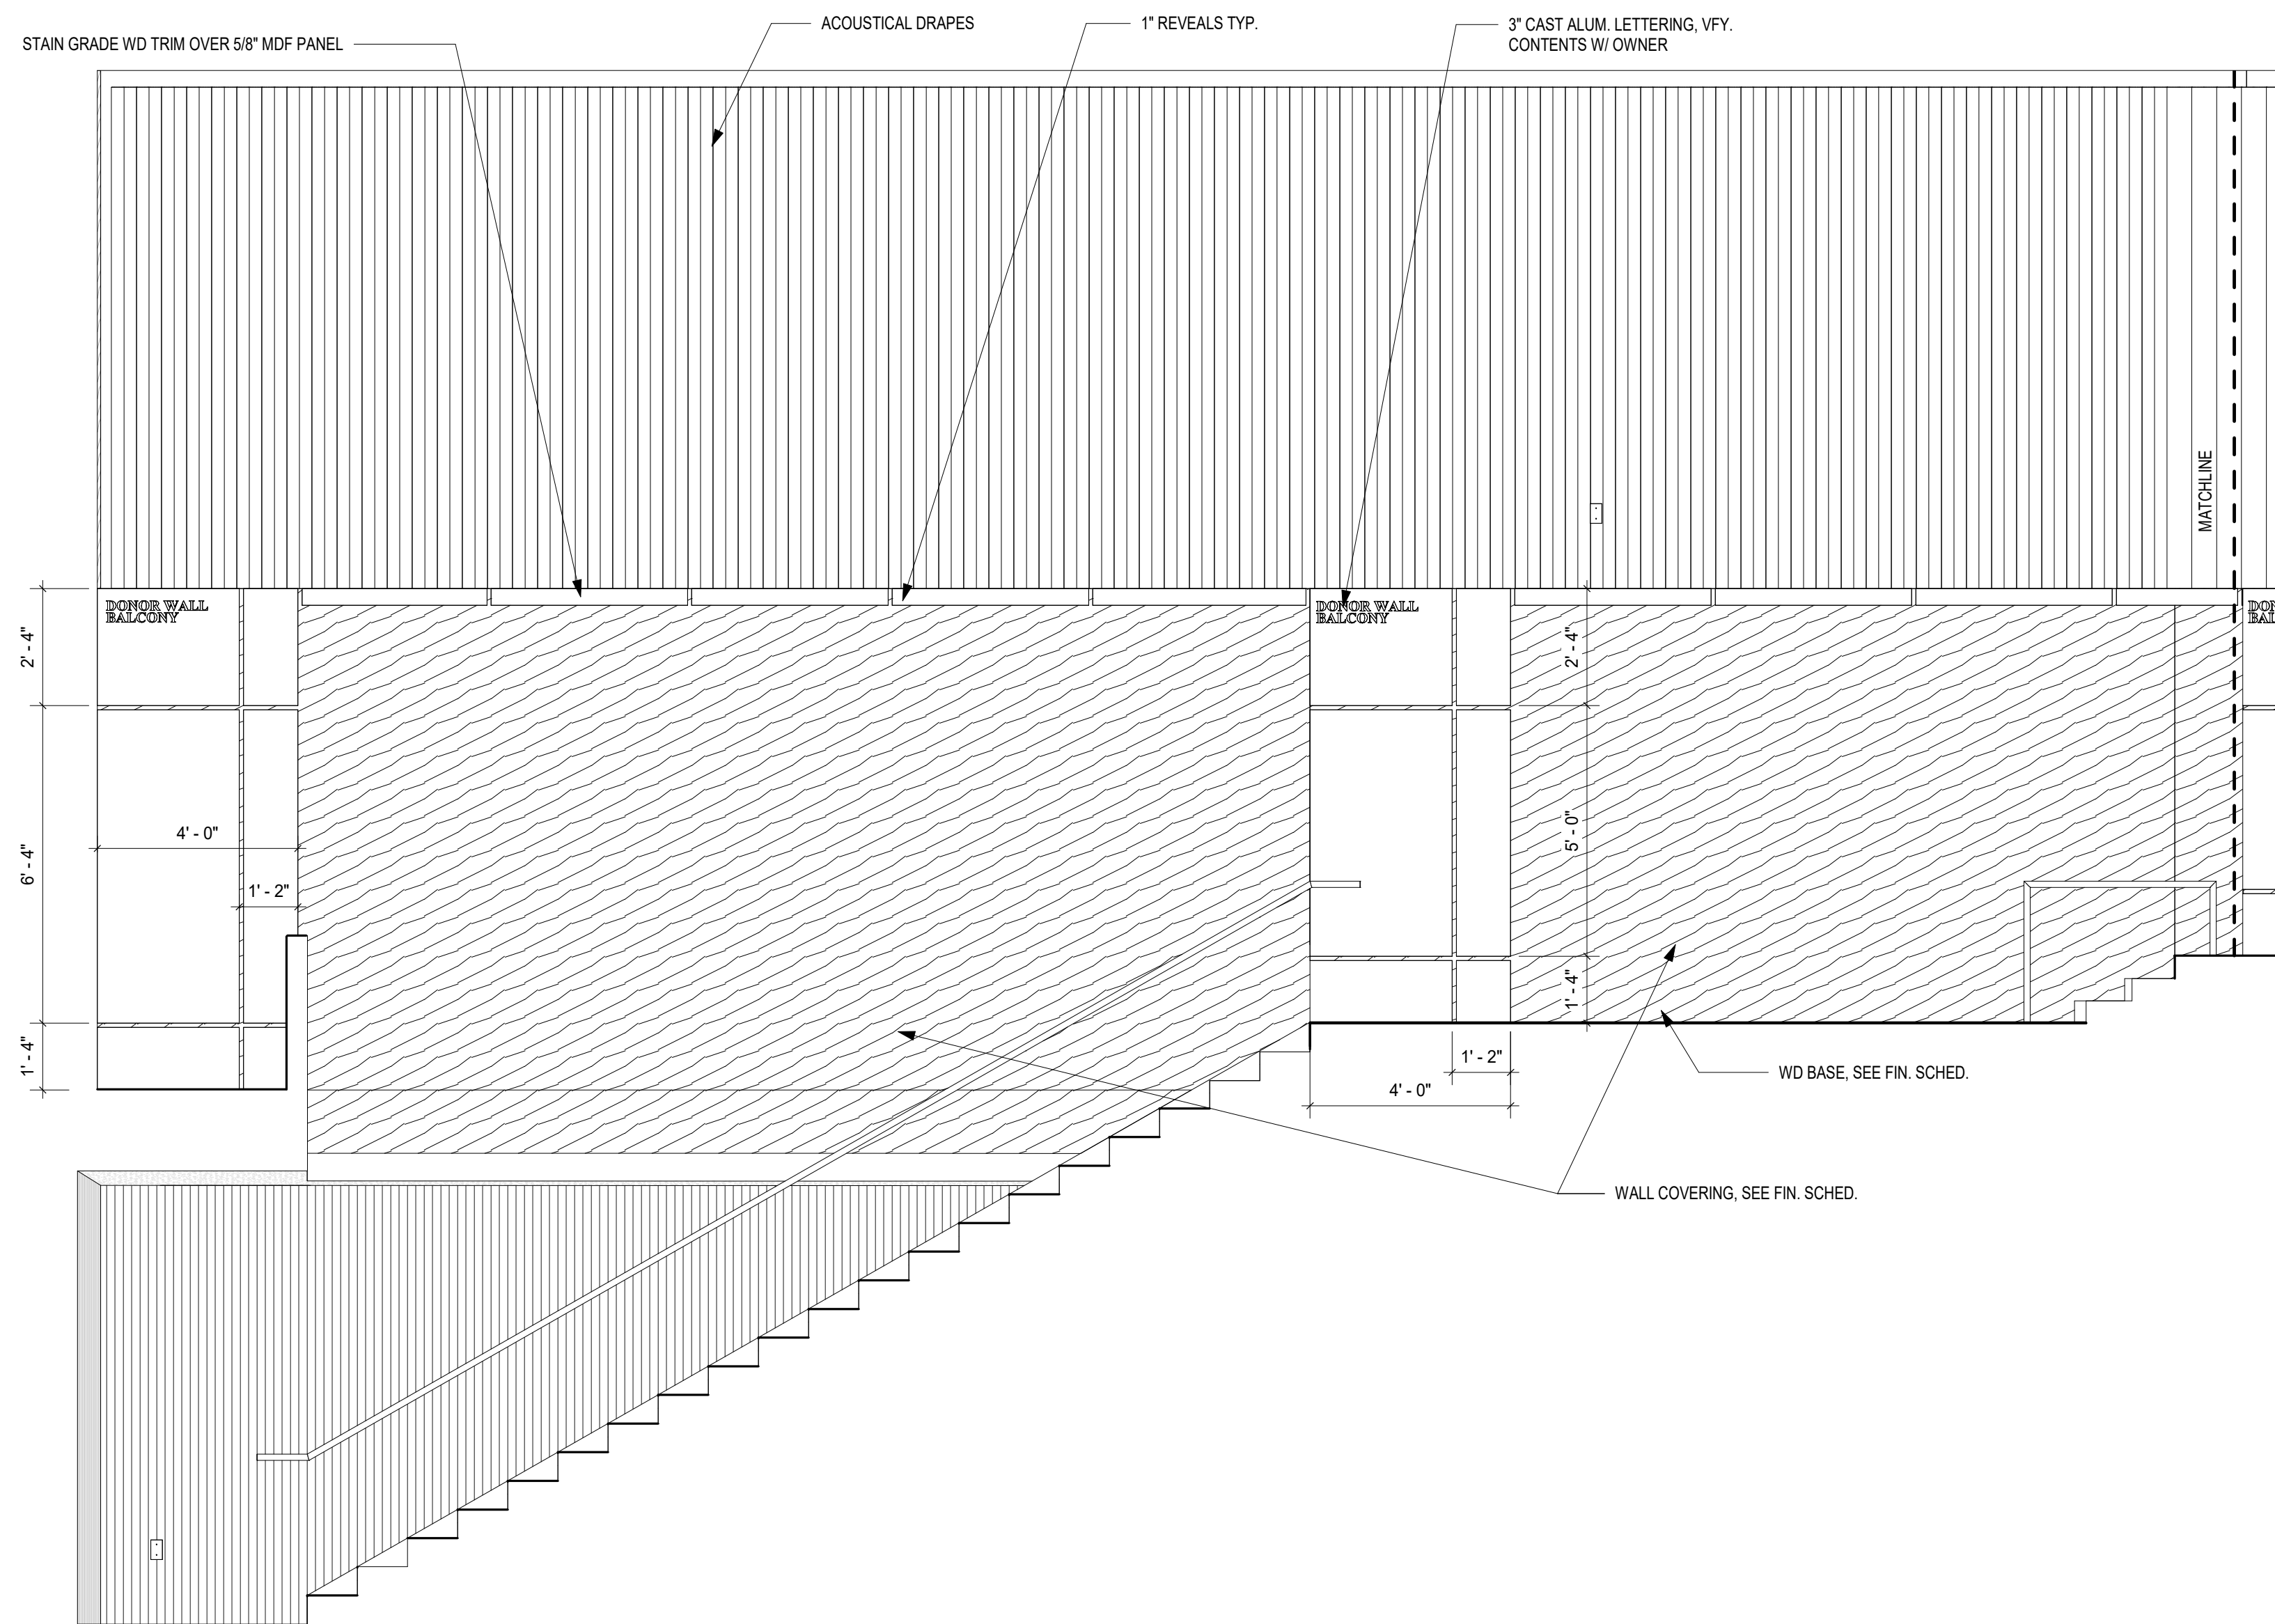 ACOUSTICAL DRAPES
1" REVEALS TYP.
3" CAST ALUM. LETTERING, VFY.
CONTENTS W/ OWNER
STAIN GRADE WD TRIM OVER 5/8" MDF PANEL
MATCHLINE
DONOR WALL
BALCONY
DONOR WALL
BALCONY
DON
BAL
2' - 4"
6' - 4"
1' - 4"
4' - 0"
1' - 2"
2' - 4"
5' - 0"
1' - 4"
1' - 2"
4' - 0"
WD BASE, SEE FIN. SCHED.
WALL COVERING, SEE FIN. SCHED.